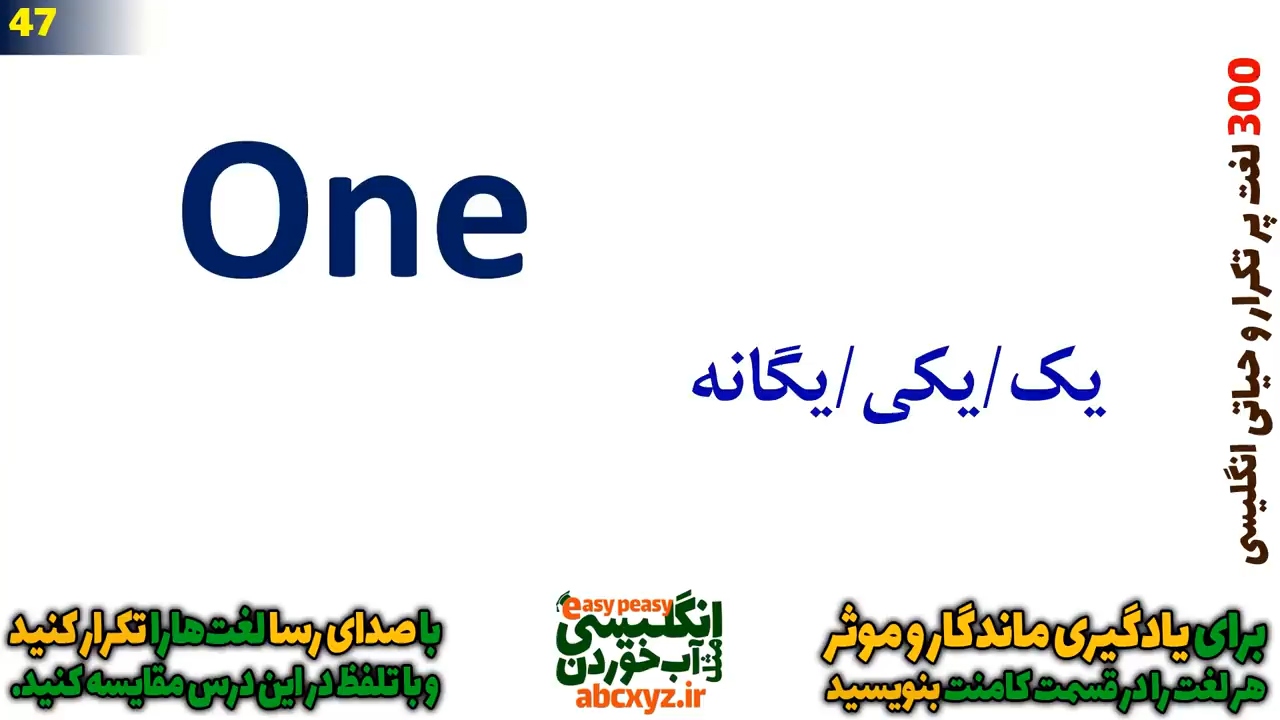 47
One
یک/یکی/یگانه
300 لغت پر تکرار و حیاتی انگلیسی
برای یادگیری ماندگار و موثر
هر لغت را در قسمت کامنت بنویسید
easy peasy
انگلیسی
مثل آب خوردن
abcxyz.ir
با صدای رسا لغت‌ها را تکرار کنید
و با تلفظ در این درس مقایسه کنید.